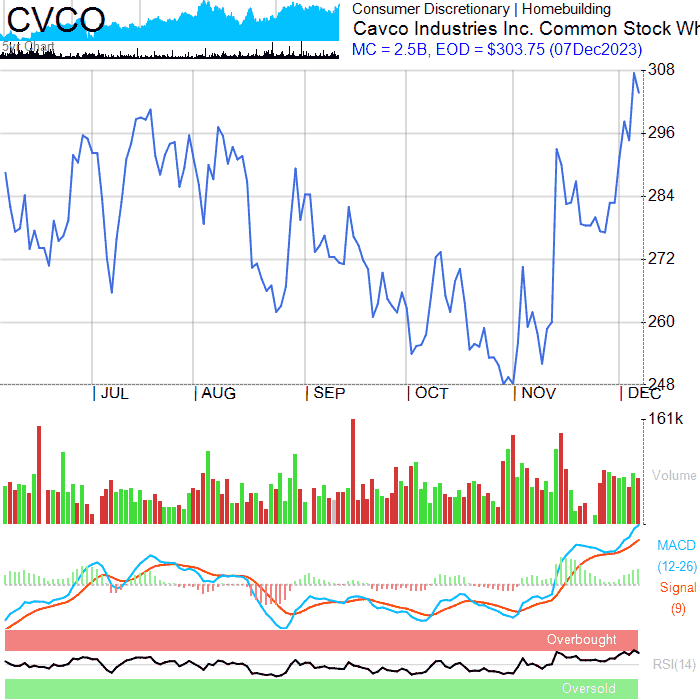 CVCO
5yr Chart
Consumer Discretionary | Homebuilding
Cavco Industries Inc. Common Stock Wh
MC = 2.5B, EOD = $303.75 (07Dec2023)
308
296
284
272
260
248
JUL
AUG
SEP
OCT
NOV
DEC
161k
Volume
MACD
(12-26)
Signal
(9)
Overbought
RSI(14)
Oversold